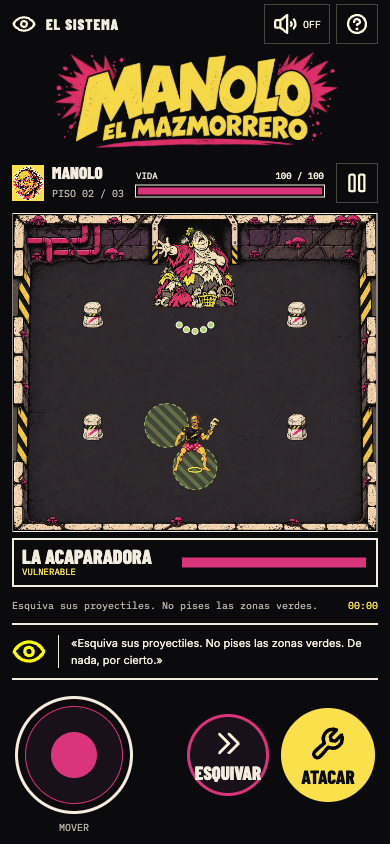 EL SISTEMA
OFF
MANOLO
EL MAZMORRERO
MANOLO
PISO 02 / 03
VIDA
100 / 100
LA ACAPARADORA
VULNERABLE
Esquiva sus proyectiles. No pises las zonas verdes.
00:00
«Esquiva sus proyectiles. No pises las zonas verdes. De
nada, por cierto.»
ESQUIVAR
ATACAR
MOVER